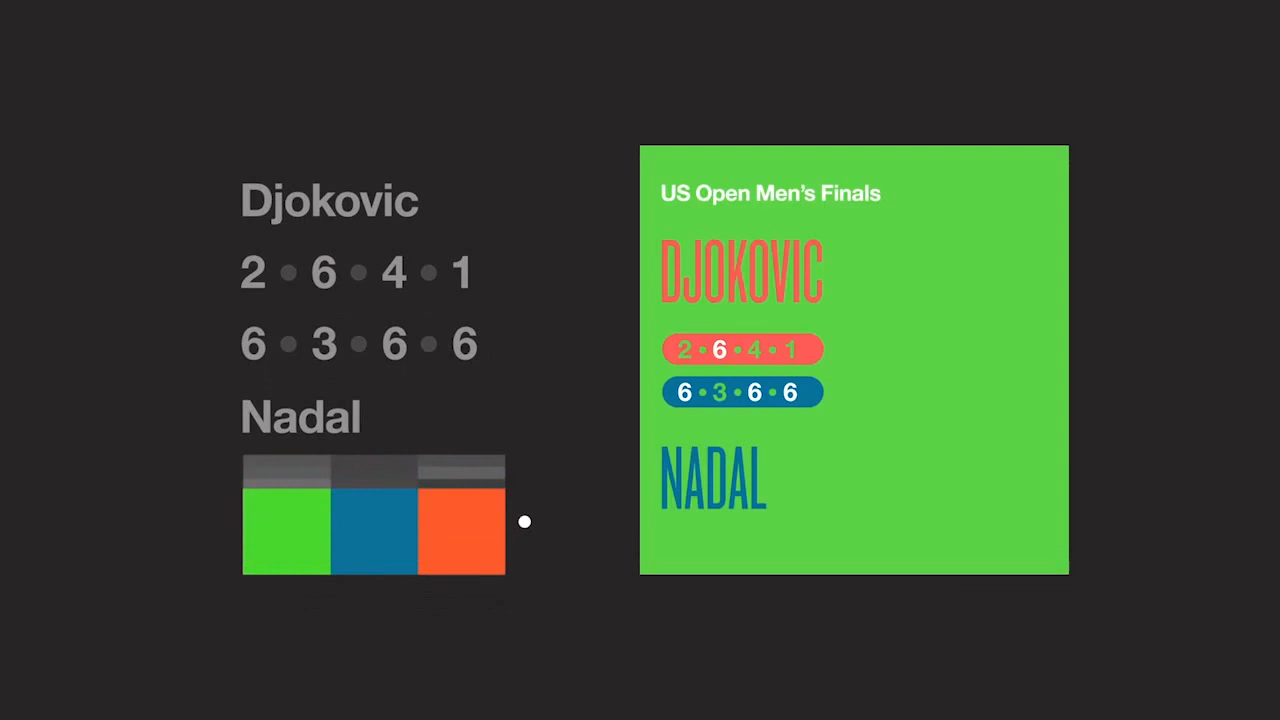 Djokovic
2 • 6 • 4 • 1
6 • 3 • 6 • 6
Nadal
US Open Men’s Finals
DJOKOVIC
2 • 6 • 4 • 1
6 • 3 • 6 • 6
NADAL